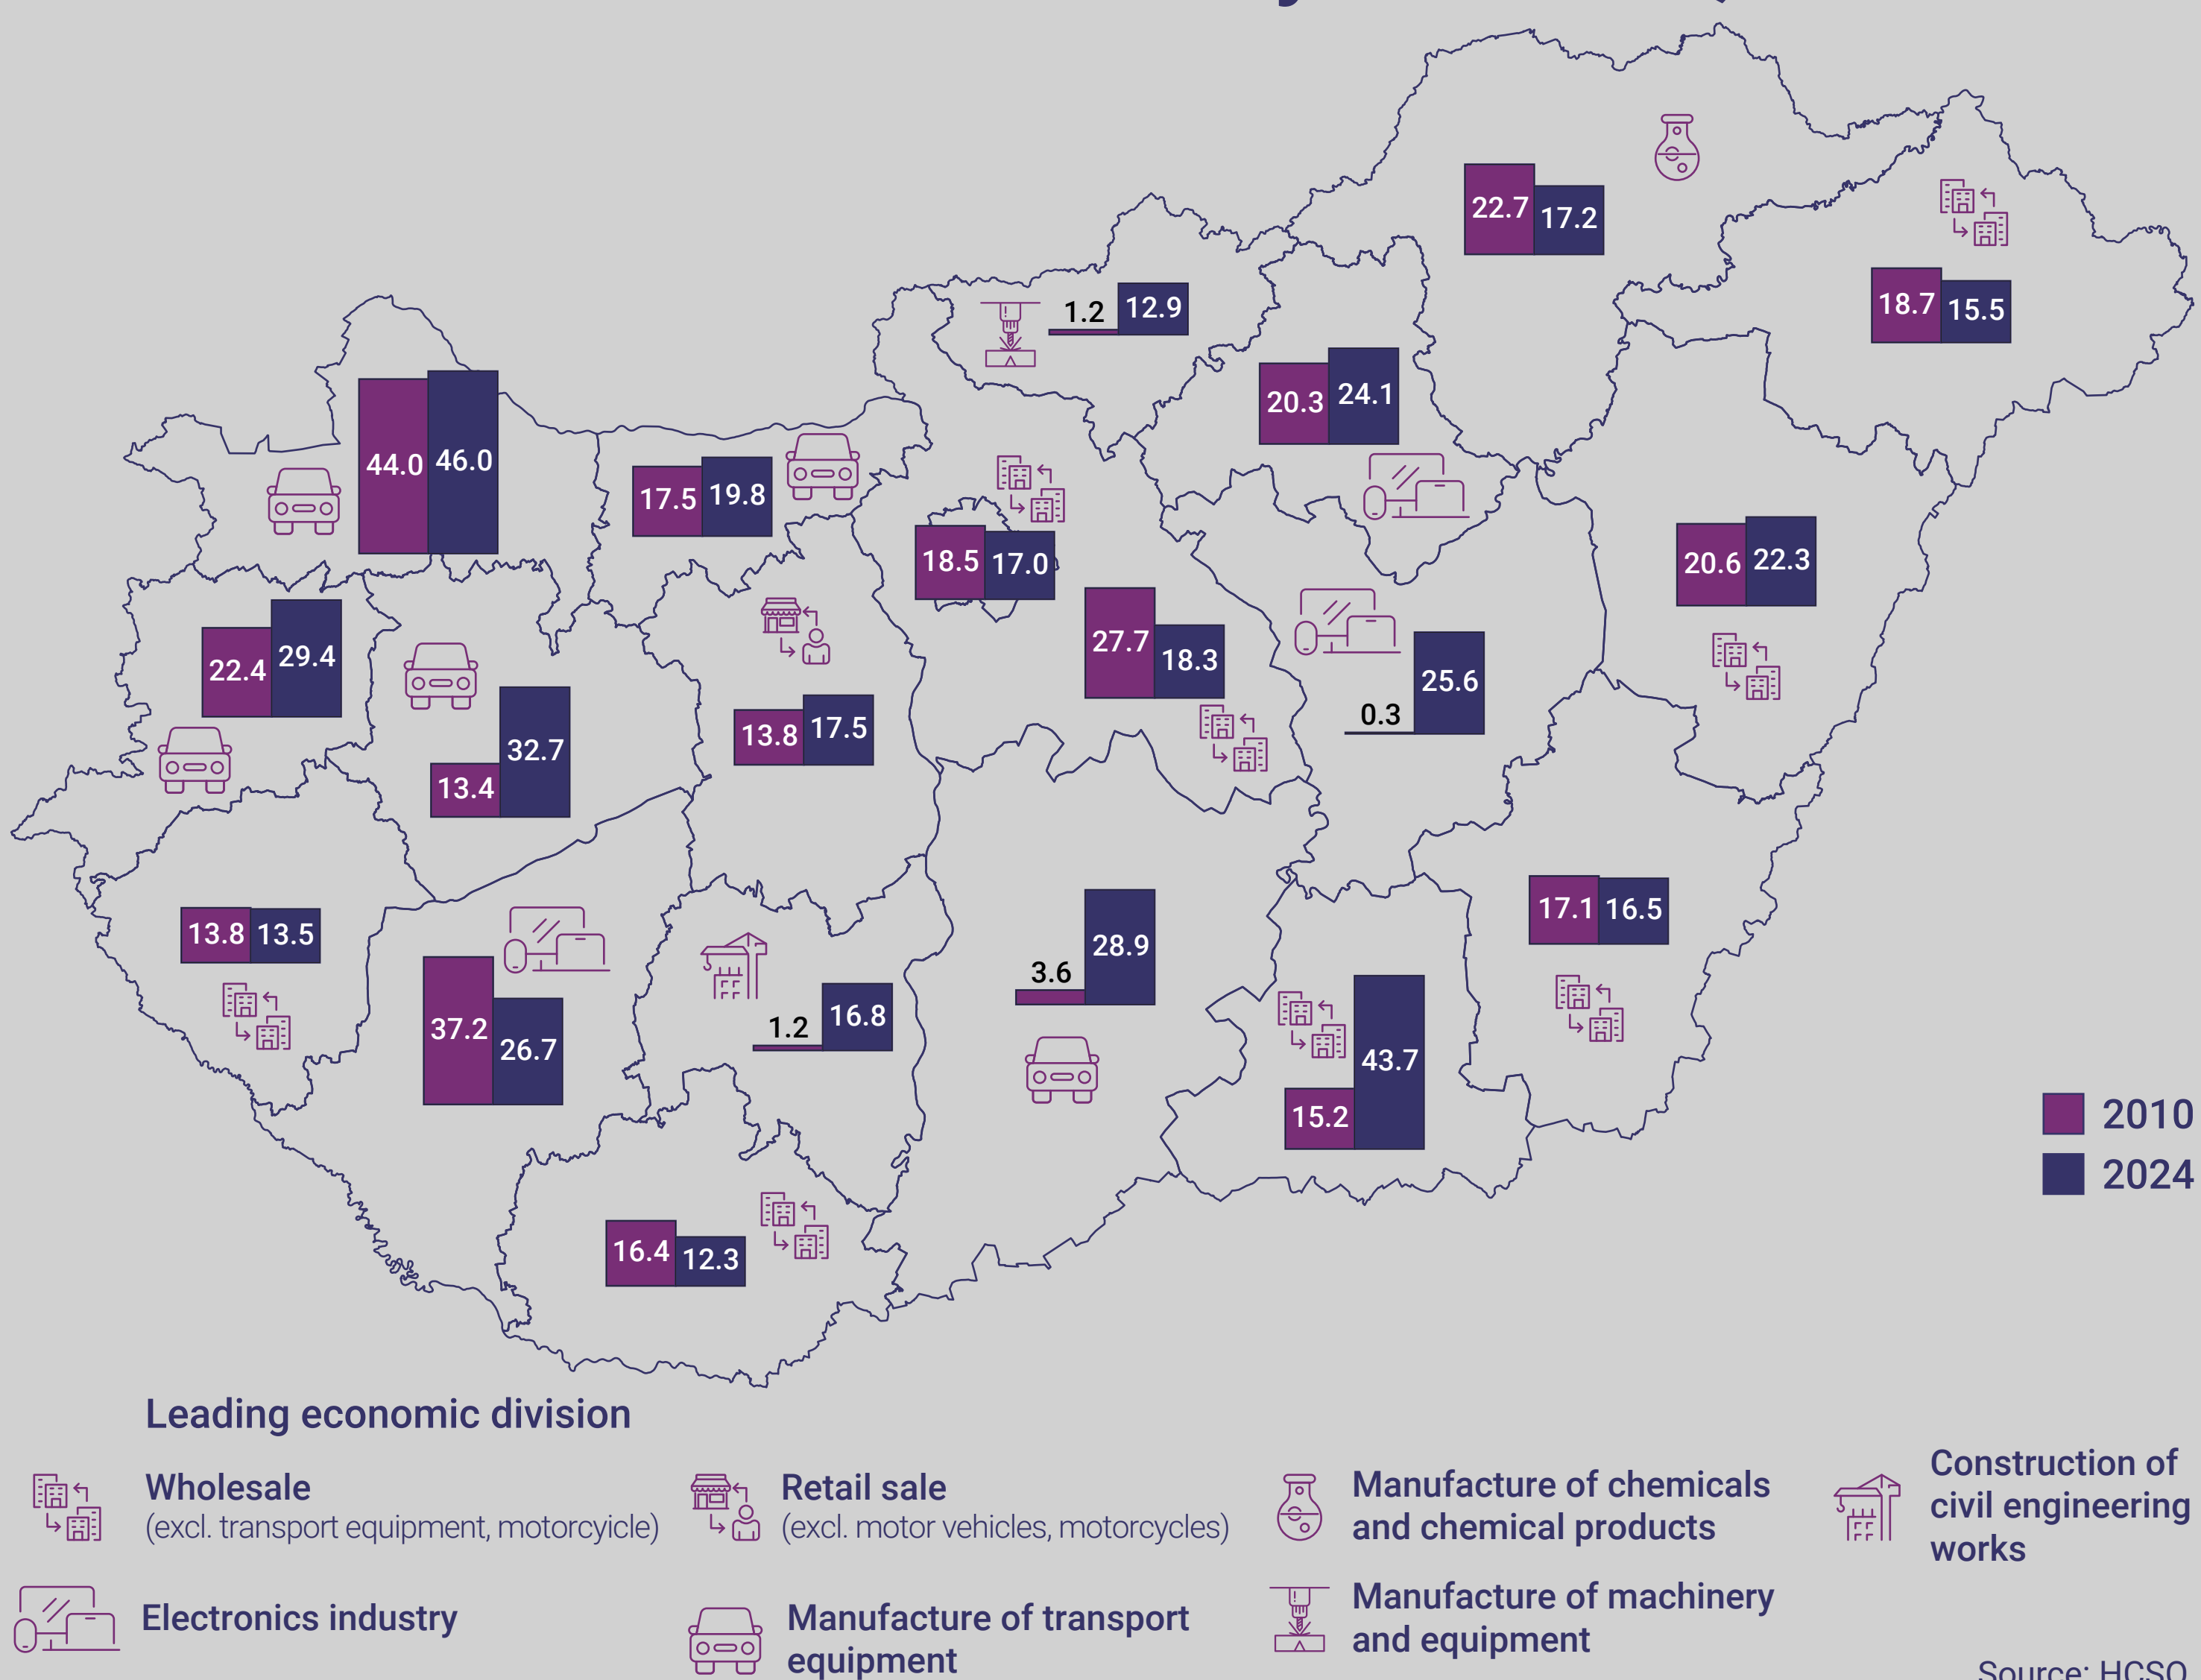 22.7 17.2
18.7 15.5
1.2 12.9
20.3 24.1
44.0 46.0
17.5 19.8
18.5 17.0
20.6 22.3
22.4 29.4
27.7 18.3
0.3 25.6
13.4 32.7
13.8 17.5
13.8 13.5
17.1 16.5
37.2 26.7
1.2 16.8
3.6 28.9
15.2 43.7
16.4 12.3
2010
2024
Leading economic division
Wholesale
(excl. transport equipment, motorcyicle)
Retail sale
(excl. motor vehicles, motorcycles)
Manufacture of chemicals
and chemical products
Construction of
civil engineering
works
Electronics industry
Manufacture of transport
equipment
Manufacture of machinery
and equipment
Source: HCSO